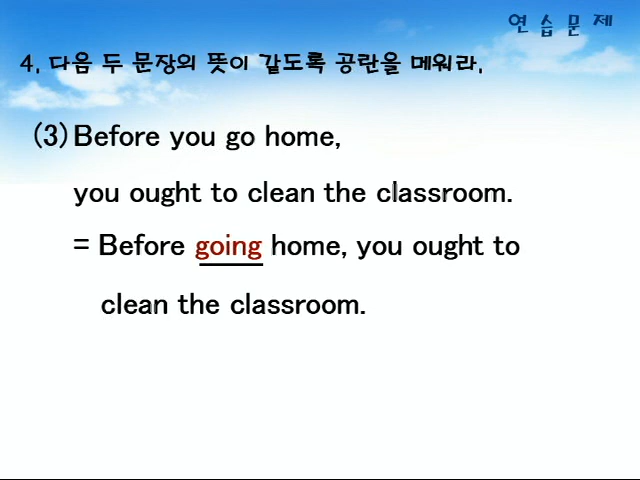 연습문제
4. 다음 두 문장의 뜻이 같도록 공란을 메워라.
(3) Before you go home,
you ought to clean the classroom.
= Before going home, you ought to
clean the classroom.